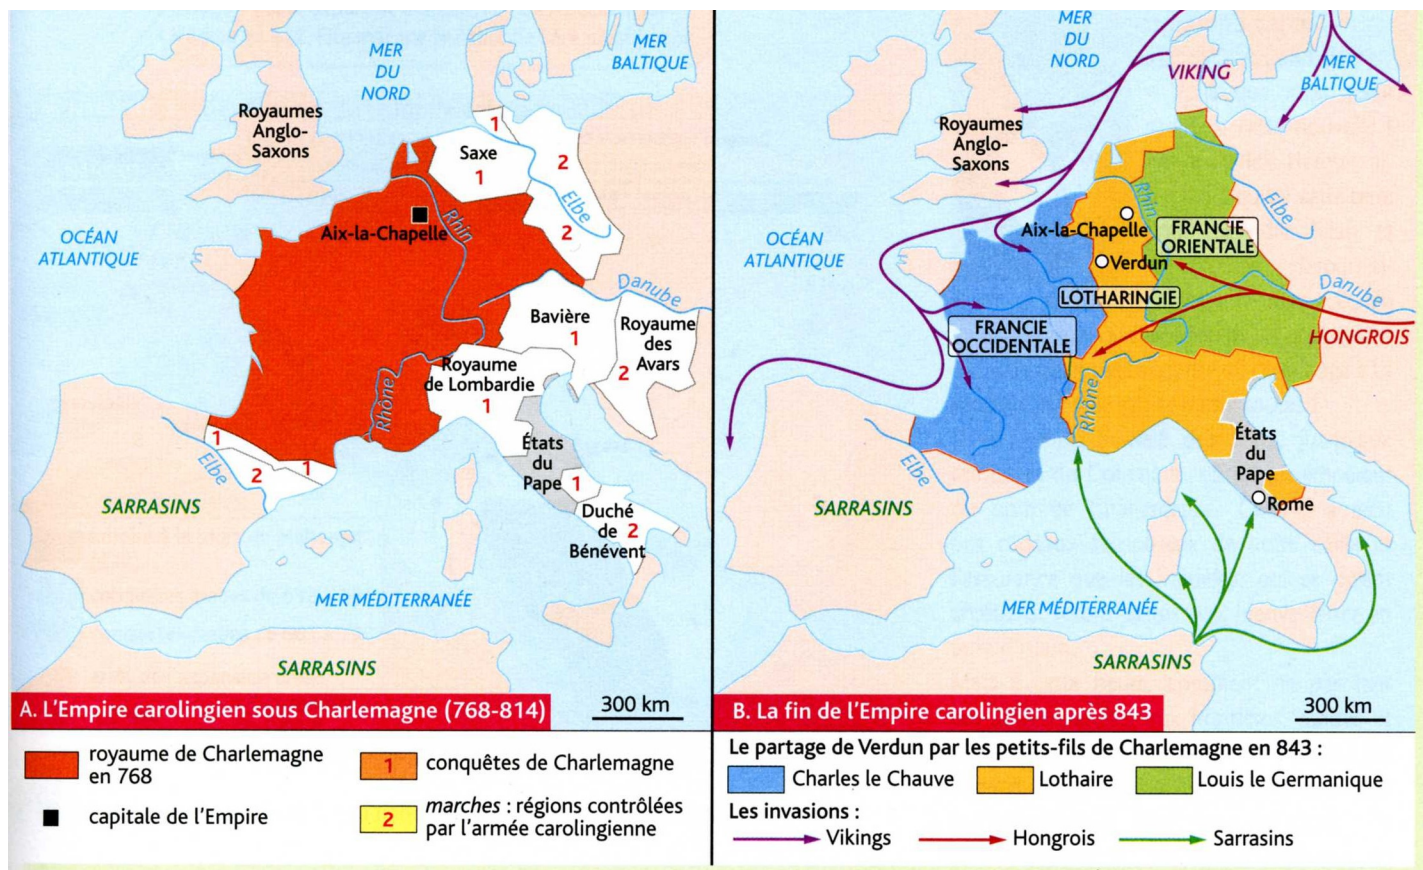 MER
DU
NORD
MER
BALTIQUE
Royaumes
Anglo-
Saxons
1
Saxe
1
2
Elbe
2
OCÉAN
ATLANTIQUE
Aix-la-Chapelle
Rhin
Danube
Bavière
1
Royaume
des
Avars
2
Royaume
de Lombardie
1
Rhône
États
du
Pape
1
1
2
1
Elbe
SARRASINS
Duché
de 2
Bénévent
MER MÉDITERRANÉE
SARRASINS
A. L'Empire carolingien sous Charlemagne (768-814)
300 km
royaume de Charlemagne
en 768
capitale de l'Empire
1
conquêtes de Charlemagne
2
marches : régions contrôlées
par l'armée carolingienne
MER
DU
NORD
VIKING
MER
BALTIQUE
Royaumes
Anglo-
Saxons
Rhin
Elbe
OCÉAN
ATLANTIQUE
Aix-la-Chapelle
FRANCIE
ORIENTALE
Verdun
LOTHARINGIE
Danube
FRANCIE
OCCIDENTALE
HONGROIS
Rhône
États
du
Pape
Elbe
Rome
SARRASINS
MER MÉDITERRANÉE
SARRASINS
B. La fin de l'Empire carolingien après 843
300 km
Le partage de Verdun par les petits-fils de Charlemagne en 843 :
Charles le Chauve
Lothaire
Louis le Germanique
Les invasions :
Vikings
Hongrois
Sarrasins